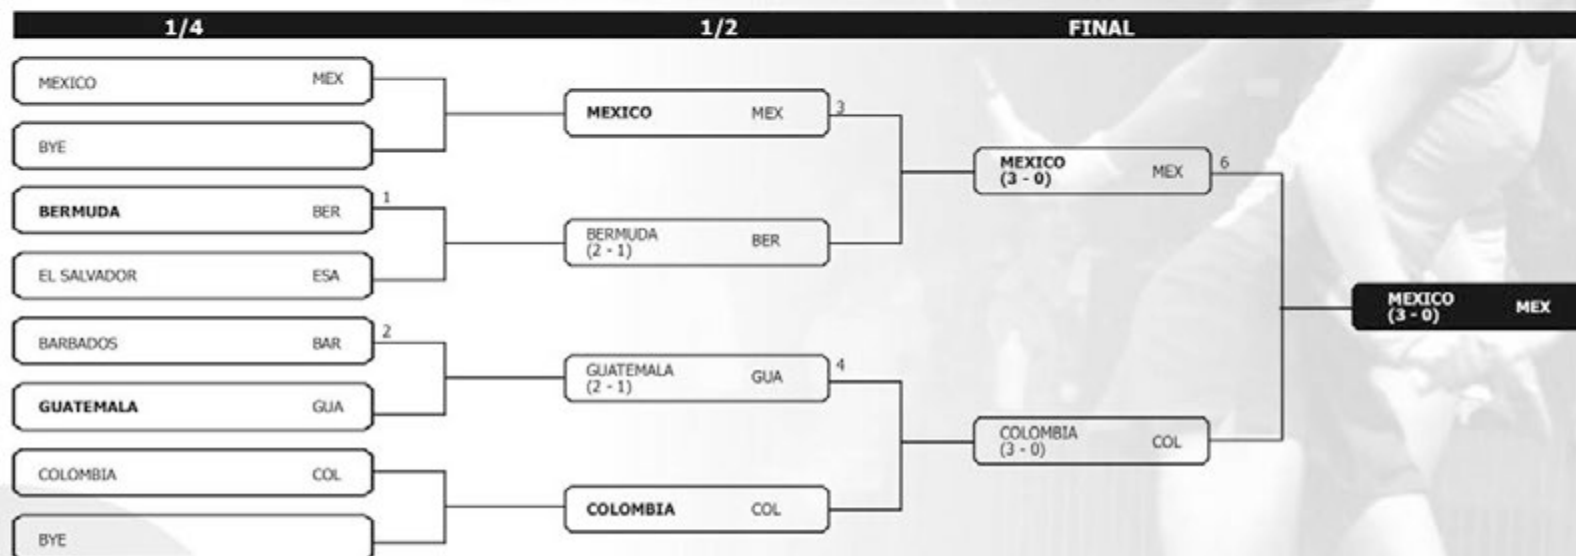 1/4 1/2 FINAL
MEXICO MEX
BYE
BERMUDA BER 1
EL SALVADOR ESA
BARBADOS BAR 2
GUATEMALA GUA
COLOMBIA COL
BYE
MEXICO MEX 3
BERMUDA BER
(2 - 1)
GUATEMALA GUA 4
(2 - 1)
COLOMBIA COL
MEXICO MEX 6
(3 - 0)
COLOMBIA COL
(3 - 0)
MEXICO MEX
(3 - 0)